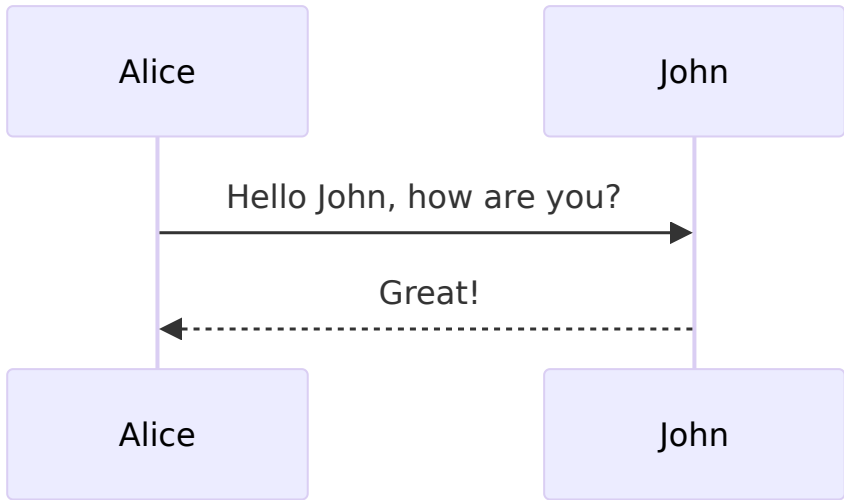 Alice
John
Hello John, how are you?
Great!
Alice
John